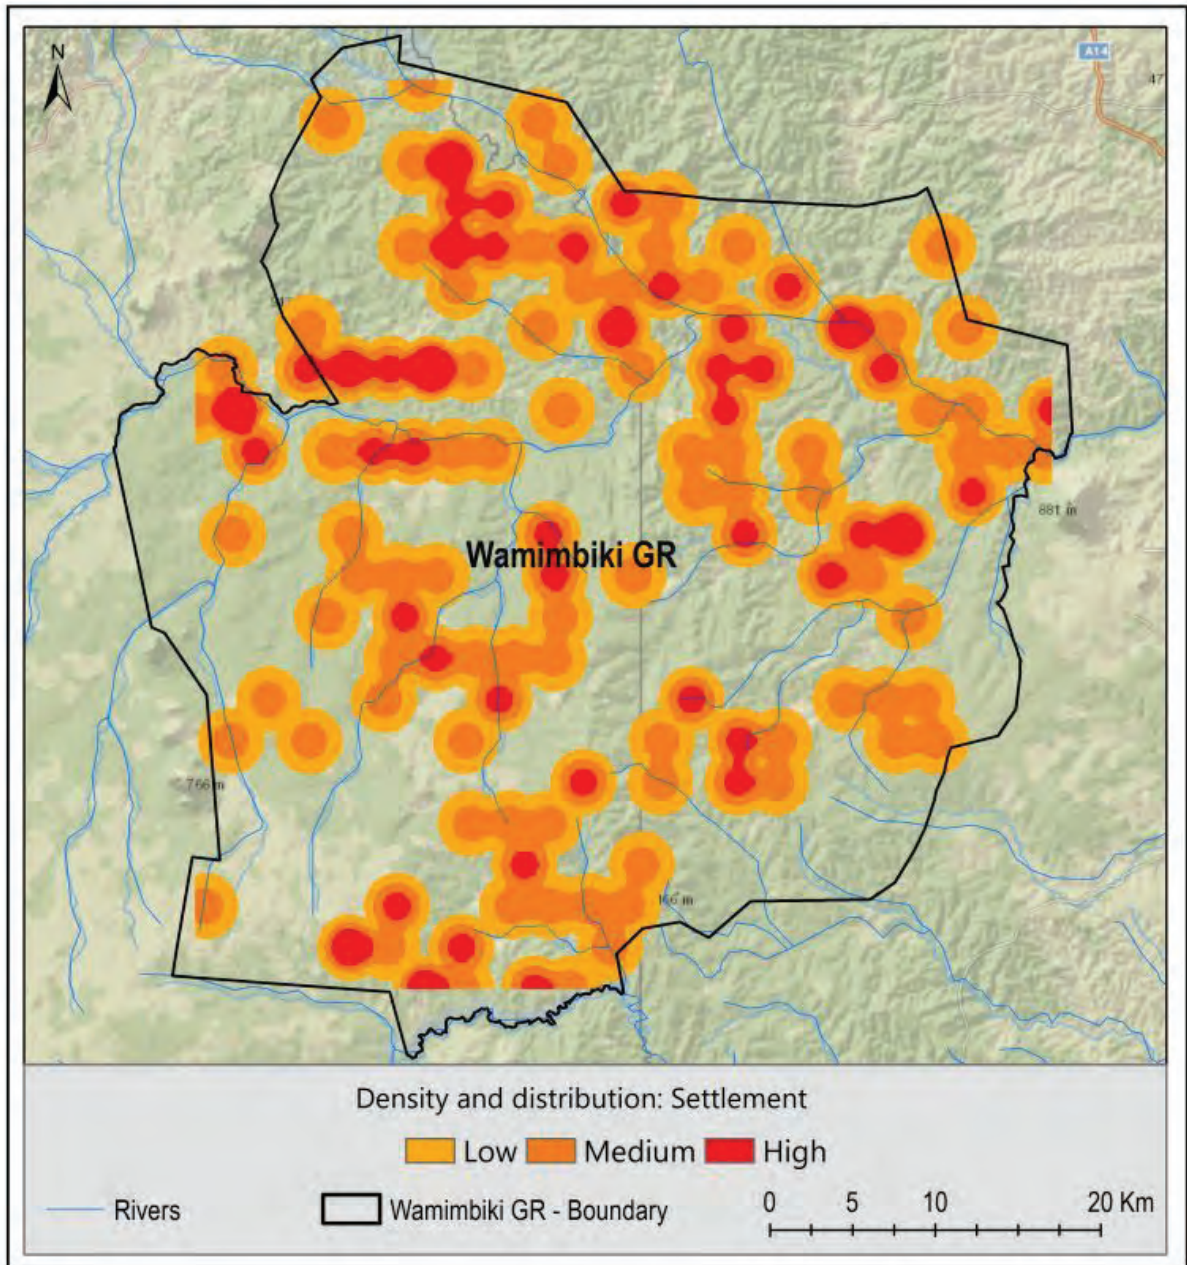 N
A14
47
881 m
Wamimbiki GR
766 m
166 m
Density and distribution: Settlement
Low Medium High
Rivers
Wamimbiki GR - Boundary
0 5 10 20 Km